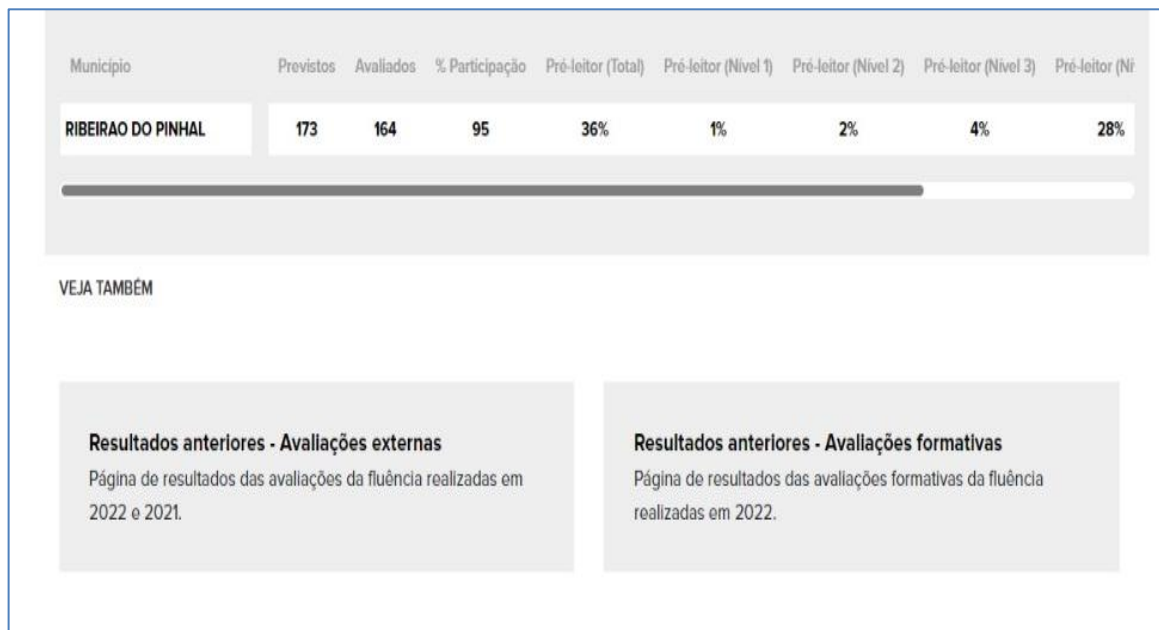 Município Previstos Avaliados % Participação Pré-leitor (Total) Pré-leitor (Nível 1) Pré-leitor (Nível 2) Pré-leitor (Nível 3) Pré-leitor (Ní
RIBEIRAO DO PINHAL 173 164 95 36% 1% 2% 4% 28%
VEJA TAMBÉM
Resultados anteriores - Avaliações externas
Página de resultados das avaliações da fluência realizadas em
2022 e 2021.
Resultados anteriores - Avaliações formativas
Página de resultados das avaliações formativas da fluência
realizadas em 2022.